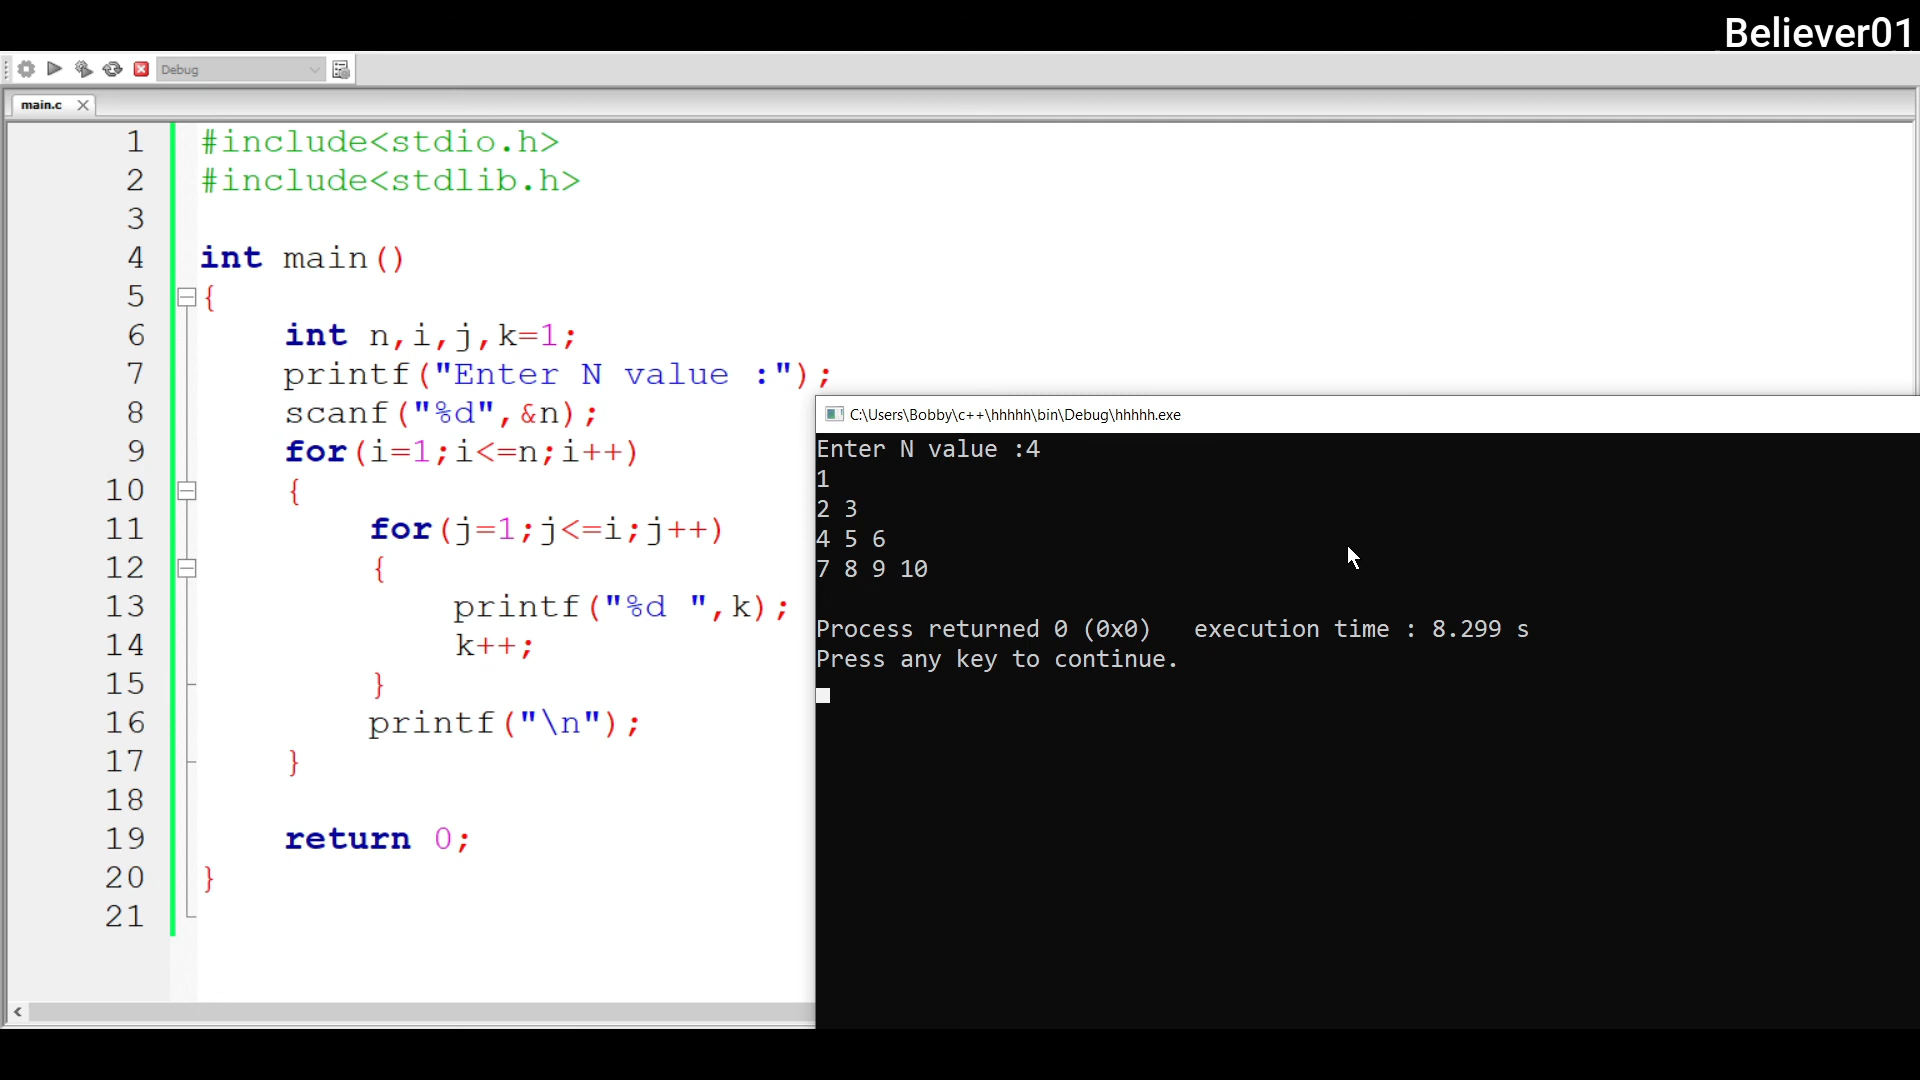 Believer01
Debug
main.c
1 #include<stdio.h>
2 #include<stdlib.h>
3
4 int main()
5 {
6 int n,i,j,k=1;
7 printf("Enter N value :");
8 scanf("%d",&n);
9 for(i=1;i<=n;i++)
10 {
11 for(j=1;j<=i;j++)
12 {
13 printf("%d ",k);
14 k++;
15 }
16 printf("\n");
17 }
18
19 return 0;
20 }
21
C:\Users\Bobby\c++\hhhhh\bin\Debug\hhhhh.exe
Enter N value :4
1
2 3
4 5 6
7 8 9 10
Process returned 0 (0x0)   execution time : 8.299 s
Press any key to continue.